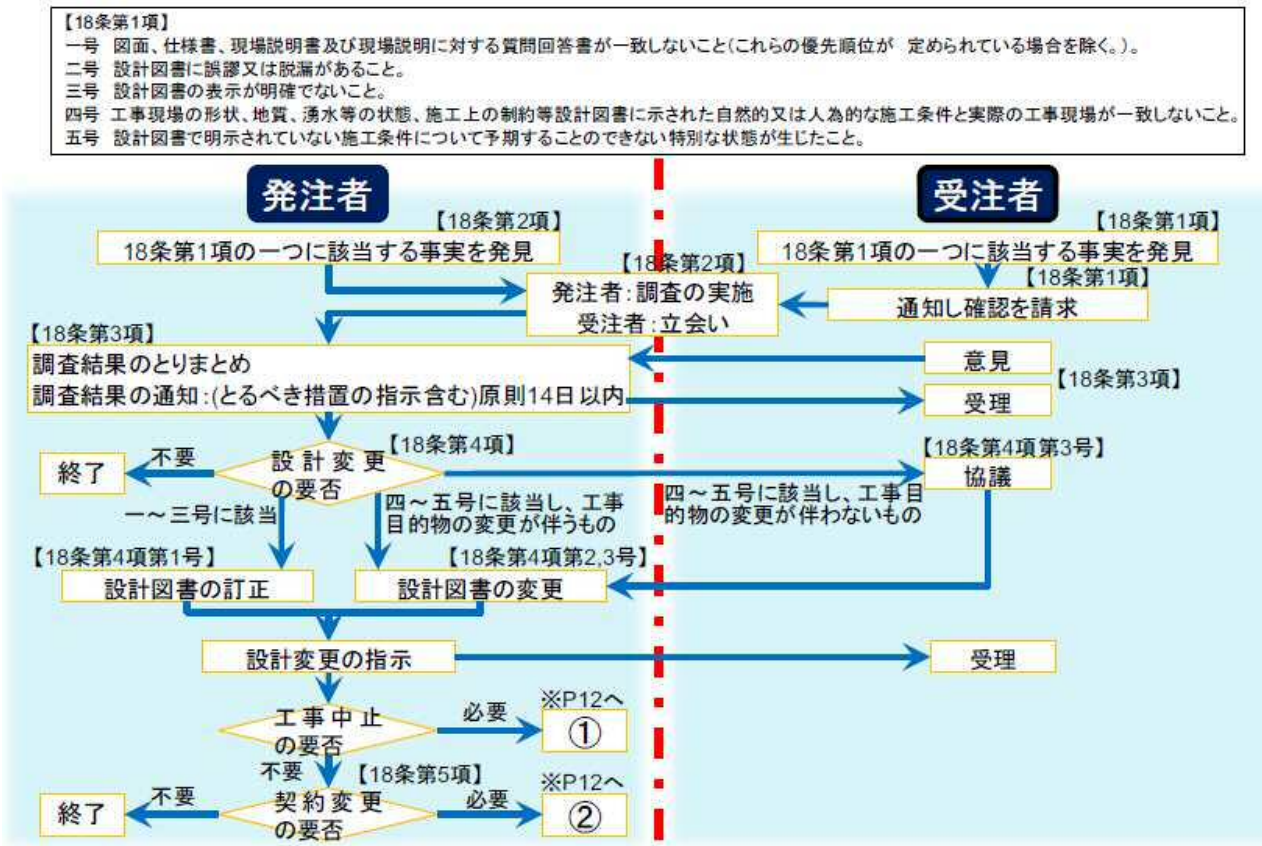 【18条第1項】
一号 図面、仕様書、現場説明書及び現場説明に対する質問回答書が一致しないこと(これらの優先順位が 定められている場合を除く。)。
二号 設計図書に誤謬又は脱漏があること。
三号 設計図書の表示が明確でないこと。
四号 工事現場の形状、地質、湧水等の状態、施工上の制約等設計図書に示された自然的又は人為的な施工条件と実際の工事現場が一致しないこと。
五号 設計図書で明示されていない施工条件について予期することのできない特別な状態が生じたこと。
発注者
受注者
【18条第2項】
18条第1項の一つに該当する事実を発見
【18条第1項】
18条第1項の一つに該当する事実を発見
【18条第2項】
発注者:調査の実施
受注者:立会い
【18条第1項】
通知し確認を請求
【18条第3項】
調査結果のとりまとめ
調査結果の通知:(とるべき措置の指示含む)原則14日以内
意見
【18条第3項】
受理
【18条第4項】
設計変更
の要否
不要
終了
【18条第4項第3号】
協議
一~三号に該当
四~五号に該当し、工事
目的物の変更が伴うもの
四~五号に該当し、工事目
的物の変更が伴わないもの
【18条第4項第1号】
設計図書の訂正
【18条第4項第2,3号】
設計図書の変更
設計変更の指示
受理
工事中止
の要否
必要
※P12へ
①
不要
【18条第5項】
契約変更
の要否
不要
終了
必要
※P12へ
②